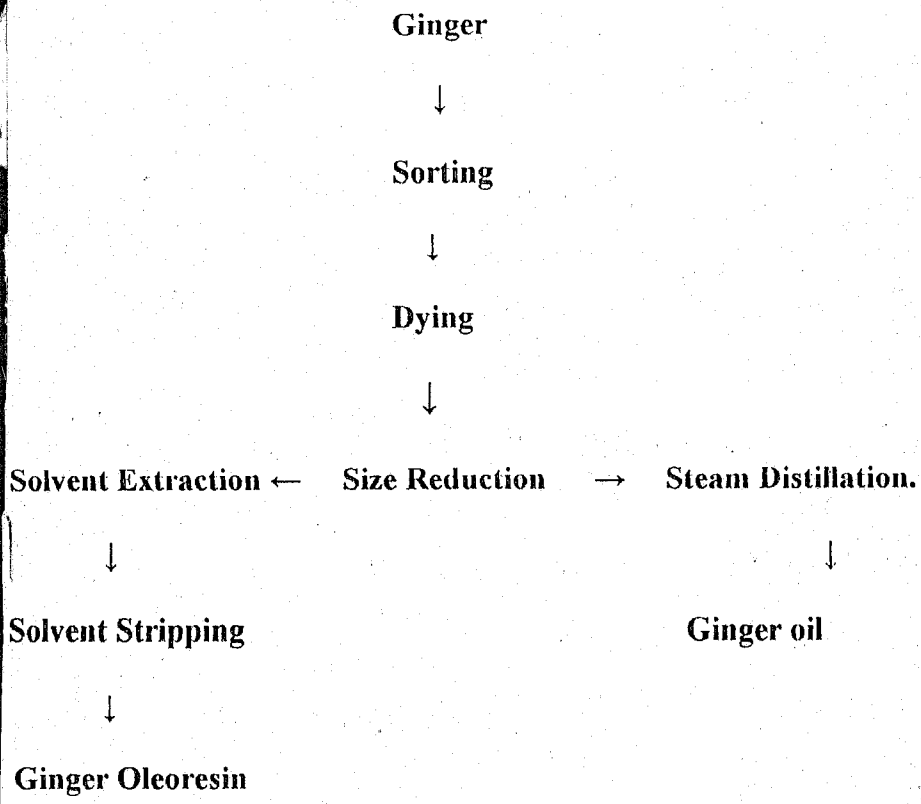 Ginger
↓
Sorting
↓
Dying
↓
Solvent Extraction ← Size Reduction → Steam Distillation.
↓ ↓
Solvent Stripping Ginger oil
↓
Ginger Oleoresin